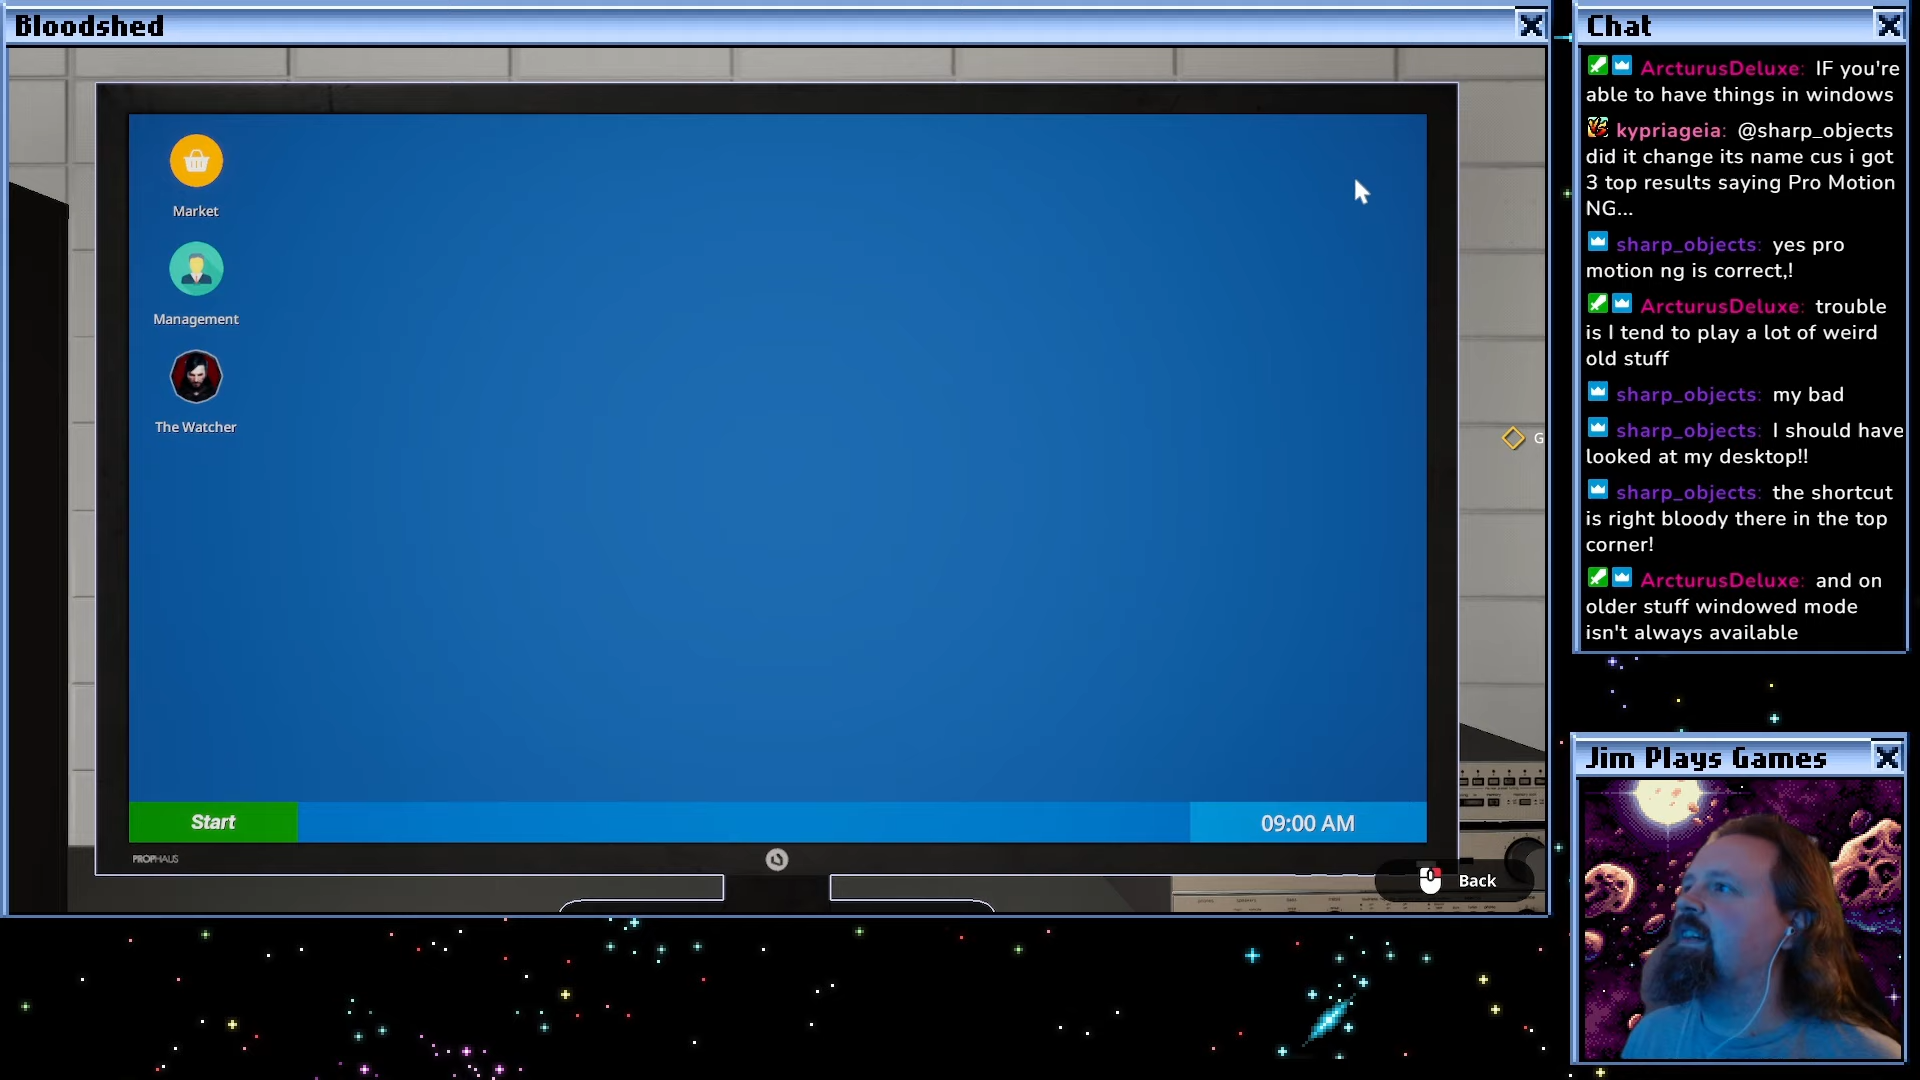 Bloodshed
Market
Management
The Watcher
G
Start
09:00 AM
PROPHAUS
Back
Chat
ArcturusDeluxe: IF you're
able to have things in windows
kypriageia: @sharp_objects
did it change its name cus i got
3 top results saying Pro Motion
NG...
sharp_objects: yes pro
motion ng is correct,!
ArcturusDeluxe: trouble
is I tend to play a lot of weird
old stuff
sharp_objects: my bad
sharp_objects: I should have
looked at my desktop!!
sharp_objects: the shortcut
is right bloody there in the top
corner!
ArcturusDeluxe: and on
older stuff windowed mode
isn't always available
Jim Plays Games